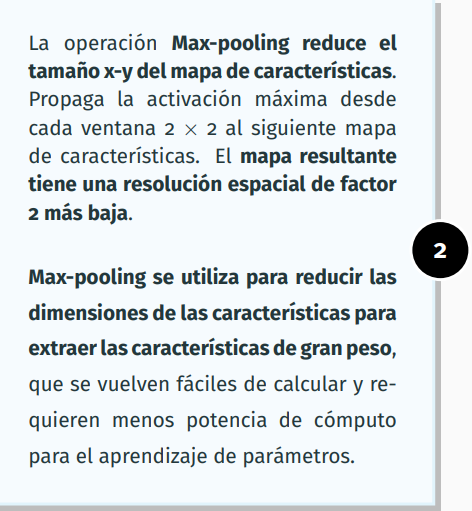 La operación Max-pooling reduce el
tamaño x-y del mapa de características.
Propaga la activación máxima desde
cada ventana 2 × 2 al siguiente mapa
de características. El mapa resultante
tiene una resolución espacial de factor
2 más baja.
Max-pooling se utiliza para reducir las
dimensiones de las características para
extraer las características de gran peso,
que se vuelven fáciles de calcular y re-
quieren menos potencia de cómputo
para el aprendizaje de parámetros.
2